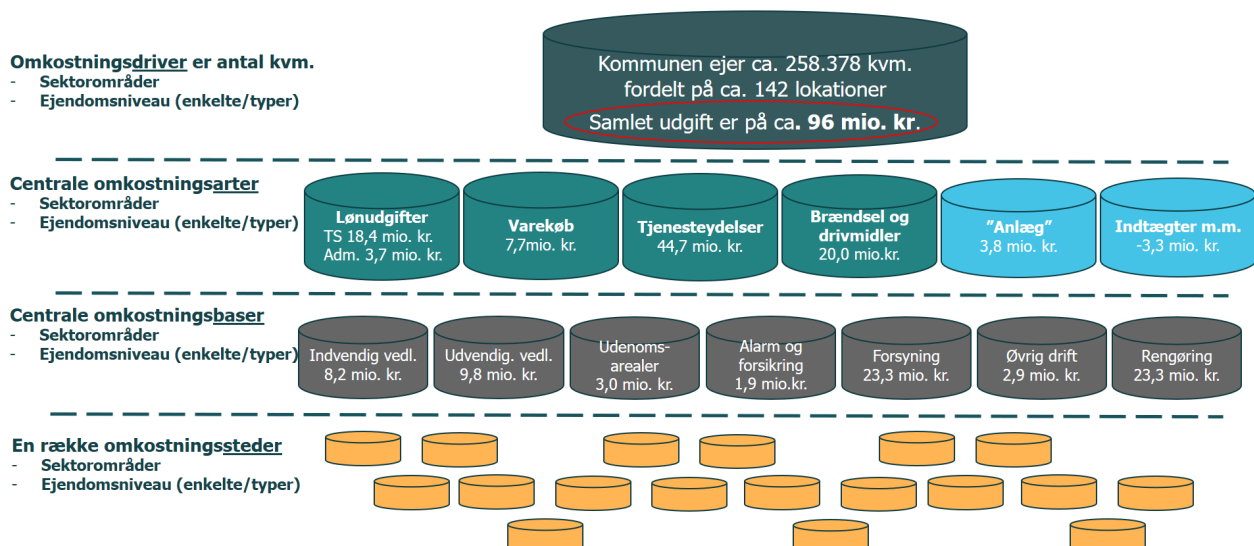 Omkostningsdriver er antal kvm.
- Sektorområder
- Ejendomsniveau (enkelte/typer)
Kommunen ejer ca. 258.378 kvm.
fordelt på ca. 142 lokationer
Samlet udgift er på ca. 96 mio. kr.
Centrale omkostningsarter
- Sektorområder
- Ejendomsniveau (enkelte/typer)
Lønudgifter
TS 18,4 mio. kr.
Adm. 3,7 mio. kr.
Varekøb
7,7mio. kr.
Tjenesteydelser
44,7 mio. kr.
Brændsel og
drivmidler
20,0 mio.kr.
"Anlæg"
3,8 mio. kr.
Indtægter m.m.
-3,3 mio. kr.
Centrale omkostningsbaser
- Sektorområder
- Ejendomsniveau (enkelte/typer)
Indvendig vedl.
8,2 mio. kr.
Udvendig. vedl.
9,8 mio. kr.
Udenoms-
arealer
3,0 mio. kr.
Alarm og
forsikring
1,9 mio.kr.
Forsyning
23,3 mio. kr.
Øvrig drift
2,9 mio. kr.
Rengøring
23,3 mio. kr.
En række omkostningssteder
- Sektorområder
- Ejendomsniveau (enkelte/typer)